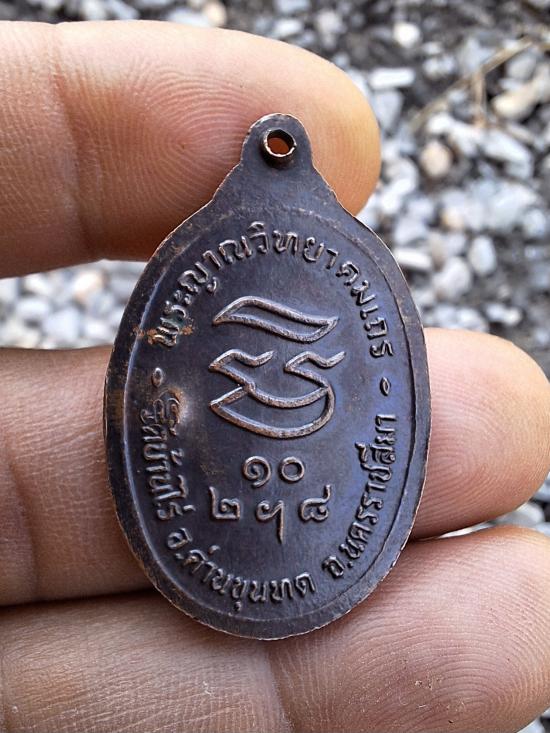 พระญาณวิทยาคมเถร
๑๐
๒ ฯ ๘
วัดบ้านไร่ อ.ด่านขุนทด จ.นครราชสีมา